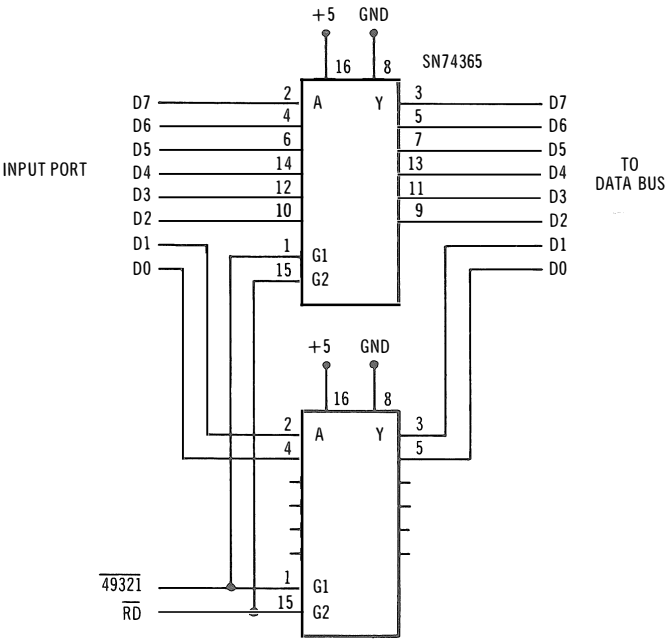 +5 GND
16 8 SN74365
D7 2 A Y 3 D7
D6 4 5 D6
D5 6 7 D5
INPUT PORT D4 14 13 D4 TO
D3 12 11 D3 DATA BUS
D2 10 9 D2
D1 1 G1 D1
D0 15 G2 D0
+5 GND
16 8
2 A Y 3
4 5
49321 1 G1
RD 15 G2